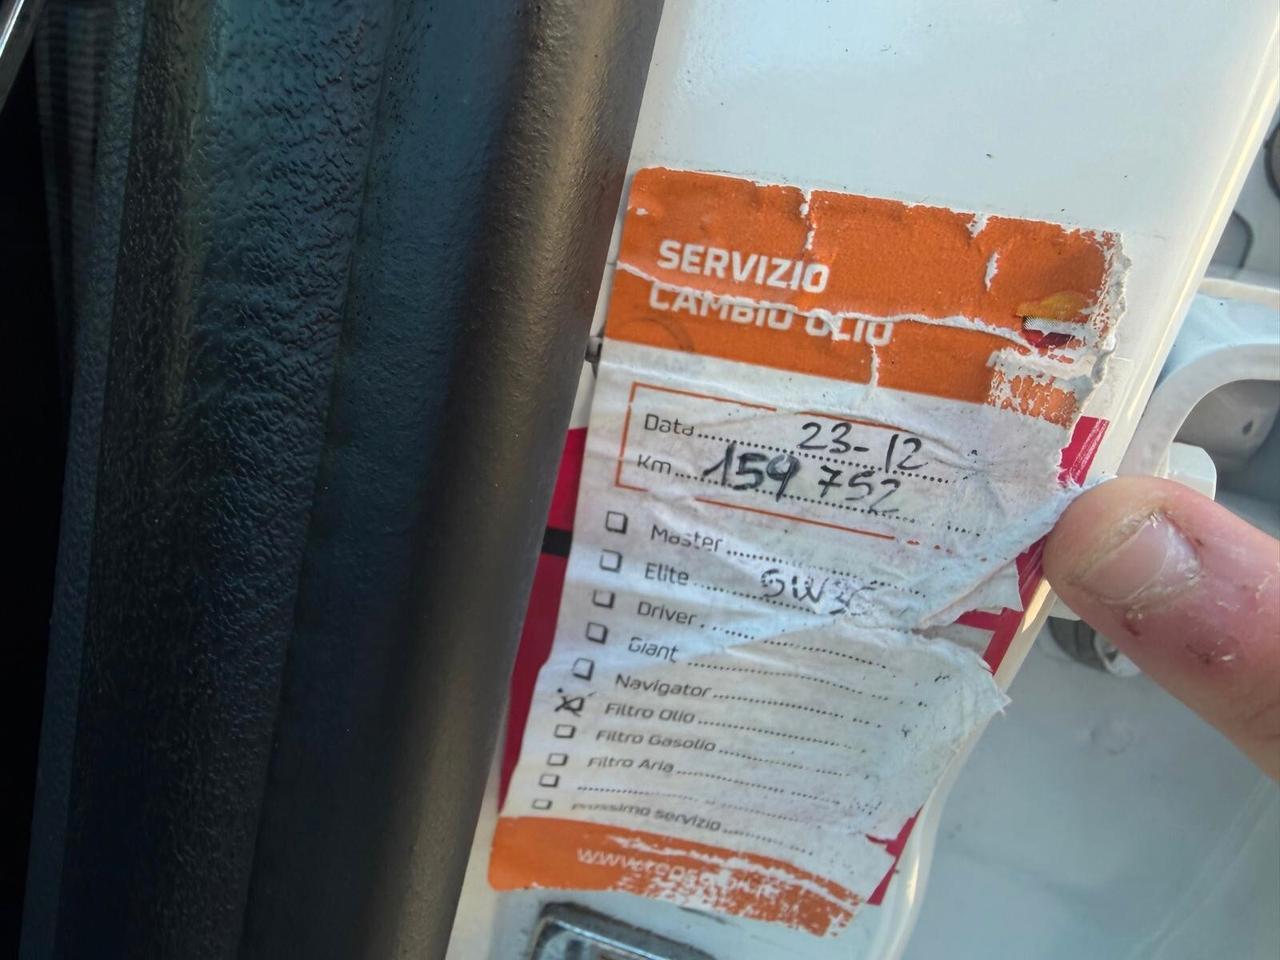 SERVIZIO
CAMBIO OLIO
Data 23-12
Km 159 752
Master
Elite 5W30
Driver
Giant
Navigator
Filtro Olio
Filtro Gasolio
Filtro Aria
prossimo servizio